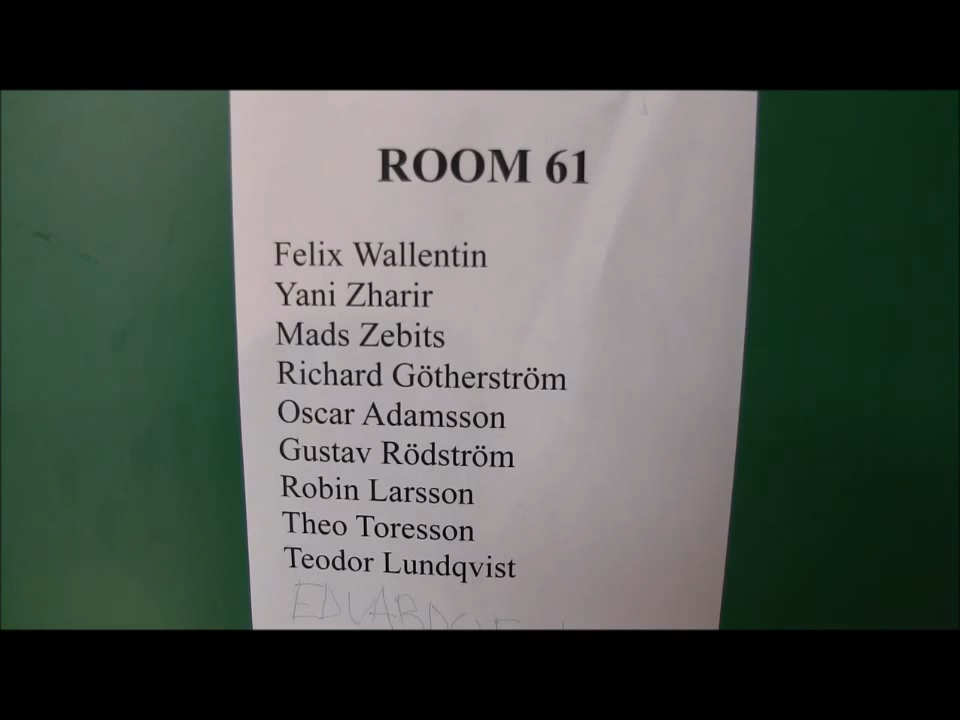 ROOM 61
Felix Wallentin
Yani Zharir
Mads Zebits
Richard Götherström
Oscar Adamsson
Gustav Rödström
Robin Larsson
Theo Toresson
Teodor Lundqvist